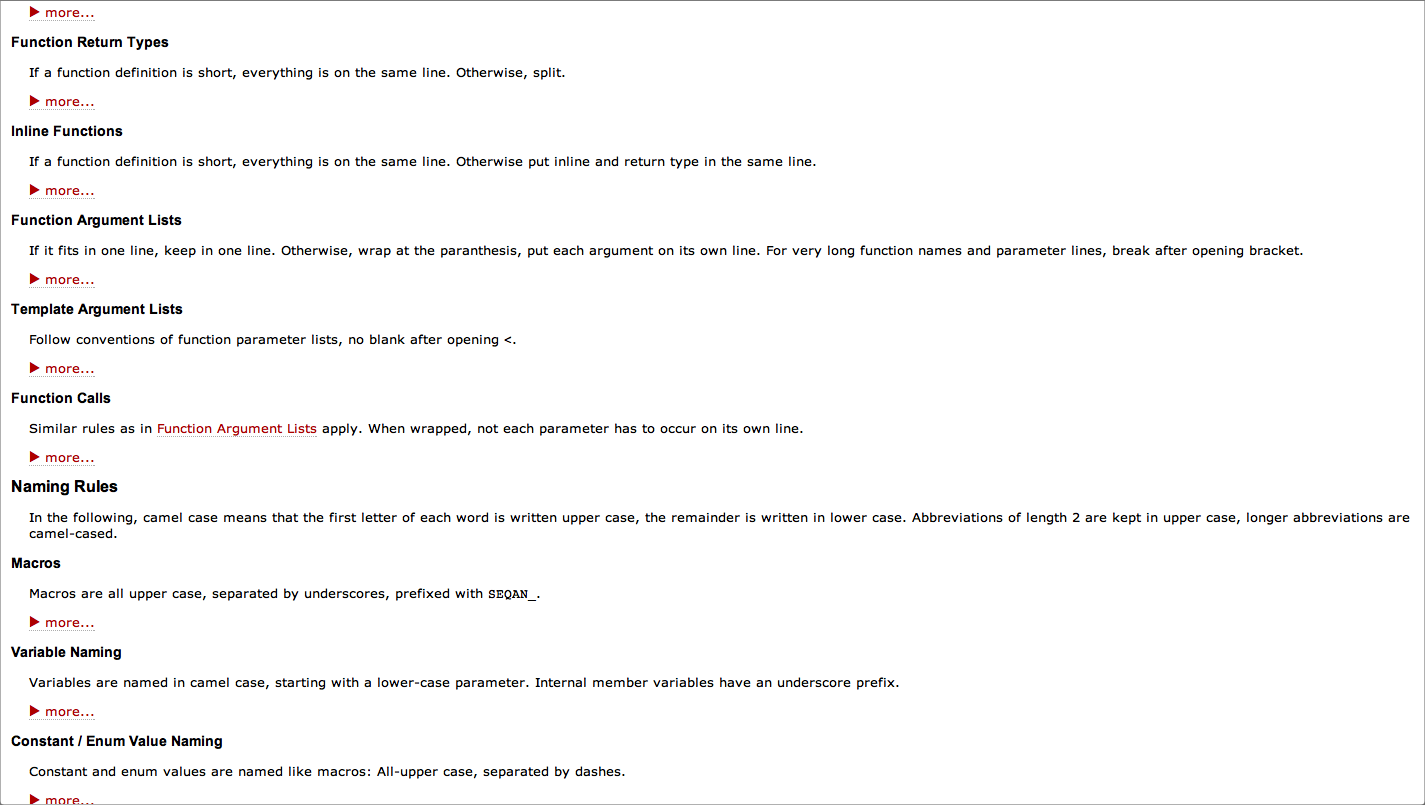 ▶ more...
Function Return Types
If a function definition is short, everything is on the same line. Otherwise, split.
▶ more...
Inline Functions
If a function definition is short, everything is on the same line. Otherwise put inline and return type in the same line.
▶ more...
Function Argument Lists
If it fits in one line, keep in one line. Otherwise, wrap at the paranthesis, put each argument on its own line. For very long function names and parameter lines, break after opening bracket.
▶ more...
Template Argument Lists
Follow conventions of function parameter lists, no blank after opening <.
▶ more...
Function Calls
Similar rules as in Function Argument Lists apply. When wrapped, not each parameter has to occur on its own line.
▶ more...
Naming Rules
In the following, camel case means that the first letter of each word is written upper case, the remainder is written in lower case. Abbreviations of length 2 are kept in upper case, longer abbreviations are
camel-cased.
Macros
Macros are all upper case, separated by underscores, prefixed with SEQAN_.
▶ more...
Variable Naming
Variables are named in camel case, starting with a lower-case parameter. Internal member variables have an underscore prefix.
▶ more...
Constant / Enum Value Naming
Constant and enum values are named like macros: All-upper case, separated by dashes.
▶ more...